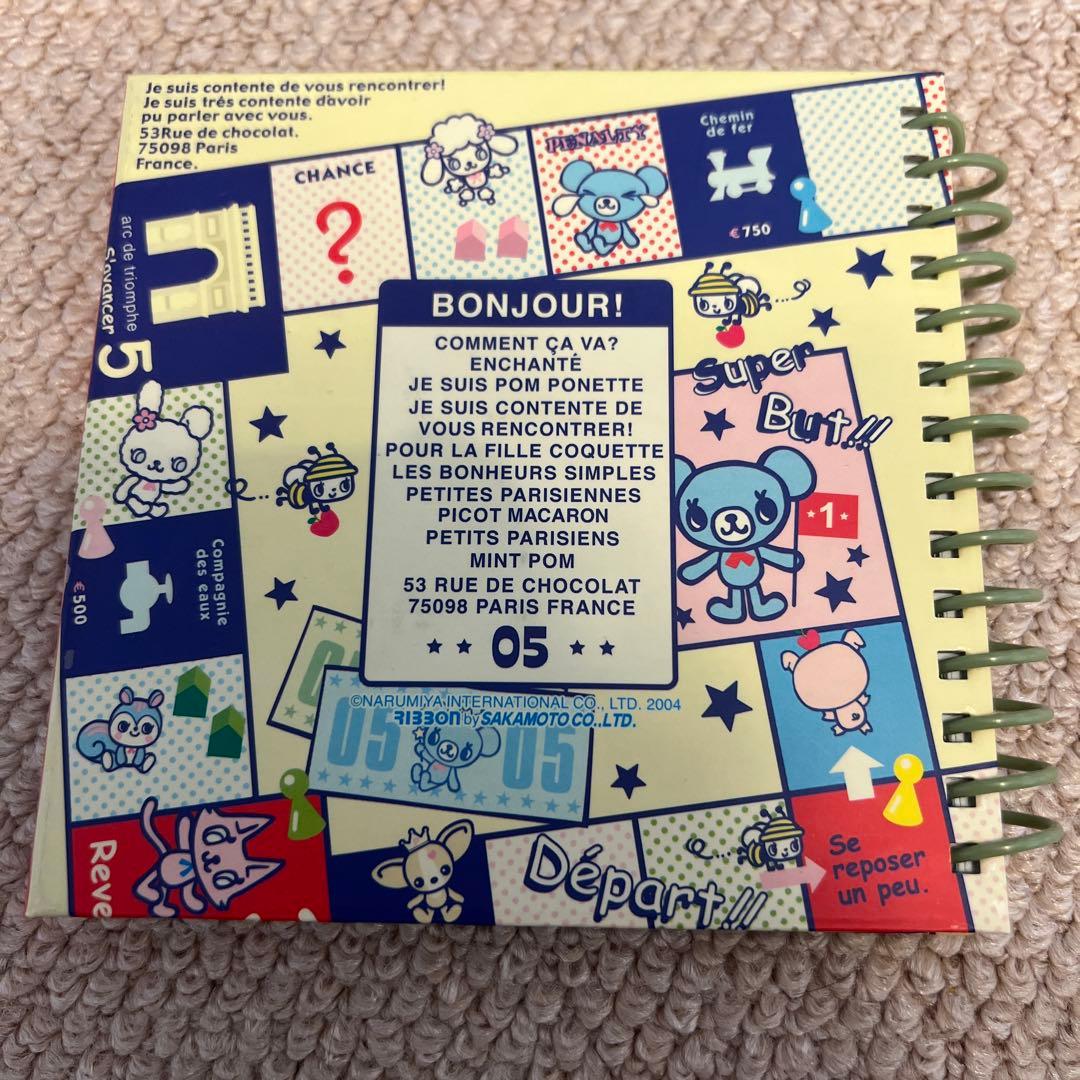 Je suis contente de vous rencontrer!
Je suis trés contente d'avoir
pu parler avec vous.
53Rue de chocolat.
75098 Paris
France.
CHANCE
?
PENALTY
Chemin
de fer
€750
arc de triomphe
S'avancer 5
BONJOUR!
COMMENT ÇA VA?
ENCHANTÉ
JE SUIS POM PONETTE
JE SUIS CONTENTE DE
VOUS RENCONTRER!
POUR LA FILLE COQUETTE
LES BONHEURS SIMPLES
PETITES PARISIENNES
PICOT MACARON
PETITS PARISIENS
MINT POM
53 RUE DE CHOCOLAT
75098 PARIS FRANCE
05
Super
But!!
1
Compagnie
des eaux
€500
©NARUMIYA INTERNATIONAL CO., LTD. 2004
RIBBON by SAKAMOTO CO.,LTD.
05 05
Départ!!
Se
reposer
un peu.